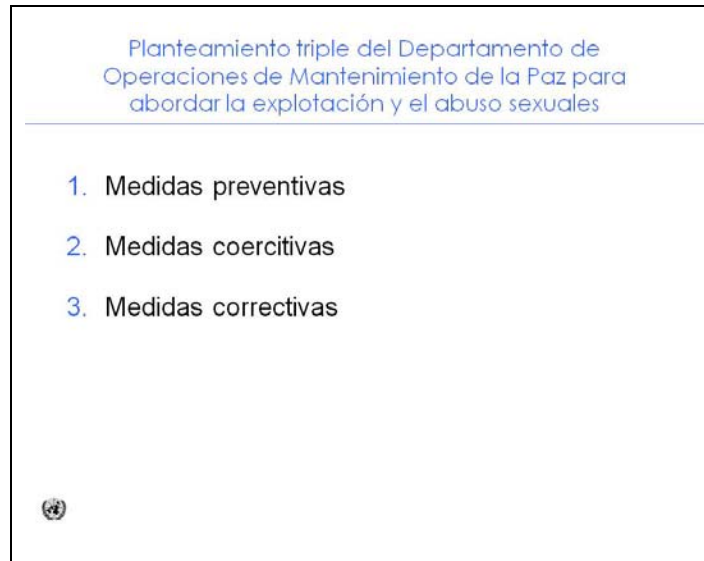 Planteamiento triple del Departamento de
Operaciones de Mantenimiento de la Paz para
abordar la explotación y el abuso sexuales
1. Medidas preventivas
2. Medidas coercitivas
3. Medidas correctivas